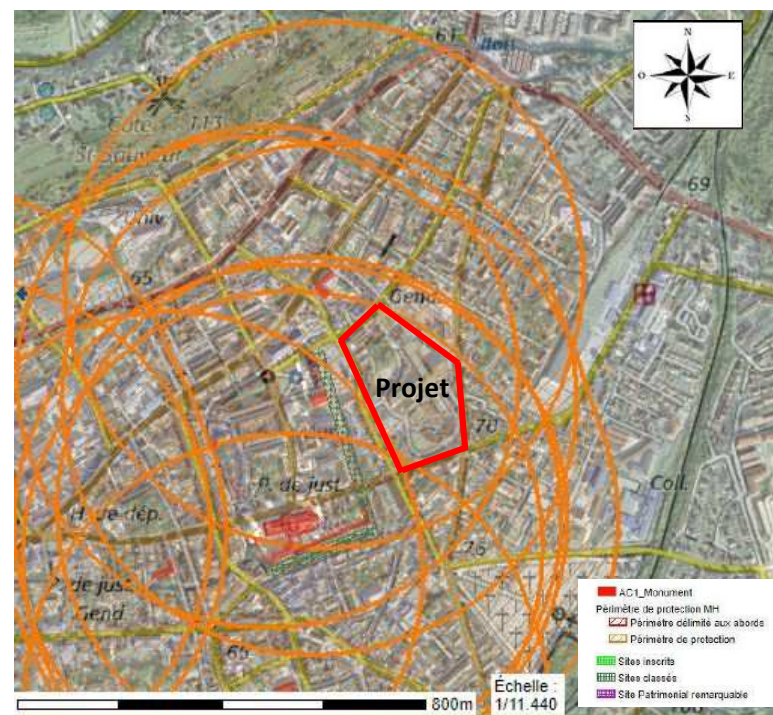 N
O E
S
61
Côte 113
St-Sauveur
Univ
69
65
Gend.
Projet
70
P. de just.
H. de dép.
Coll.
76
P. de just.
Gend
65
AC1_Monument
Périmètre de protection MH
Périmètre délimité aux abords
Périmètre de protection
Sites inscrits
Sites classés
Site Patrimonial remarquable
800m
Échelle :
1/11.440